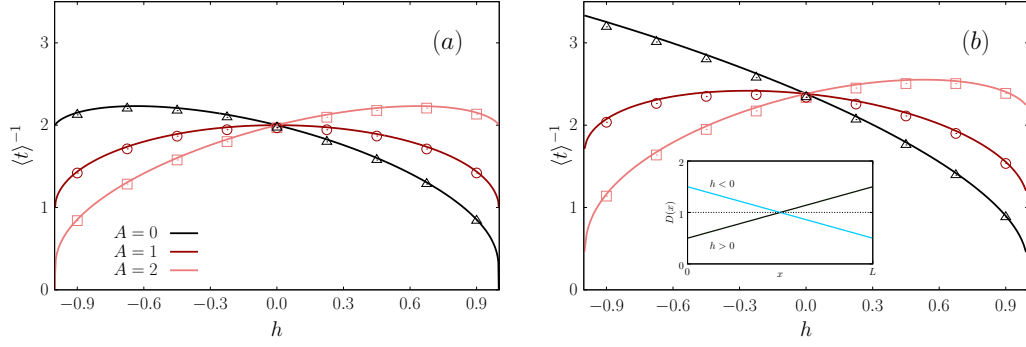 (a)
3
2
1
0
⟨t⟩⁻¹
A = 0
A = 1
A = 2
−0.9 −0.6 −0.3 0.0 0.3 0.6 0.9
h
(b)
3
2
1
0
⟨t⟩⁻¹
2
1
0
D(x)
h < 0
h > 0
0 x L
−0.9 −0.6 −0.3 0.0 0.3 0.6 0.9
h